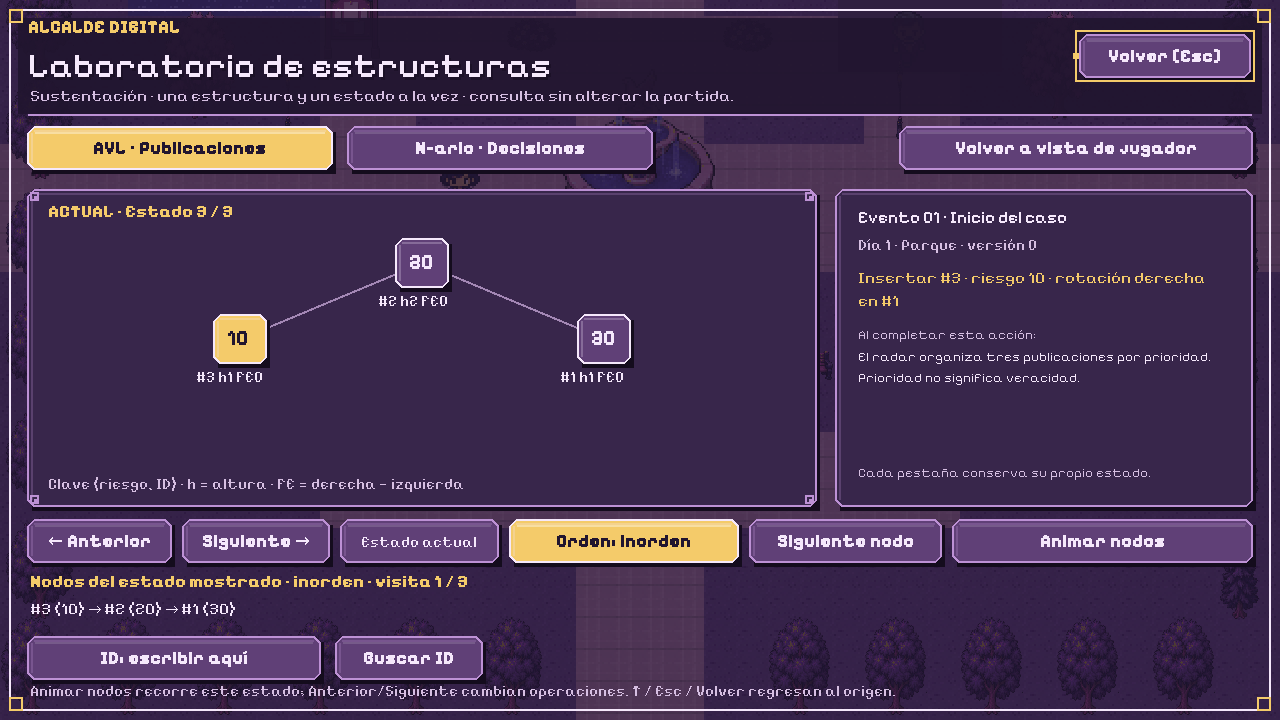 ALCALDE DIGITAL
Laboratorio de estructuras
Volver (Esc)
Sustentación · una estructura y un estado a la vez · consulta sin alterar la partida.
AVL · Publicaciones
N-ario · Decisiones
Volver a vista de jugador
ACTUAL · Estado 3 / 3
20
#2 h2 FE0
10
#3 h1 FE0
30
#1 h1 FE0
Clave (riesgo, ID) · h = altura · FE = derecha - izquierda
Evento 01 · Inicio del caso
Día 1 · Parque · versión 0
Insertar #3 · riesgo 10 · rotación derecha
en #1
Al completar esta acción:
El radar organiza tres publicaciones por prioridad.
Prioridad no significa veracidad.
Cada pestaña conserva su propio estado.
← Anterior
Siguiente →
Estado actual
Orden: inorden
Siguiente nodo
Animar nodos
Nodos del estado mostrado · inorden · visita 1 / 3
#3 (10) → #2 (20) → #1 (30)
ID: escribir aquí
Buscar ID
Animar nodos recorre este estado; Anterior/Siguiente cambian operaciones. ↑ / Esc / Volver regresan al origen.